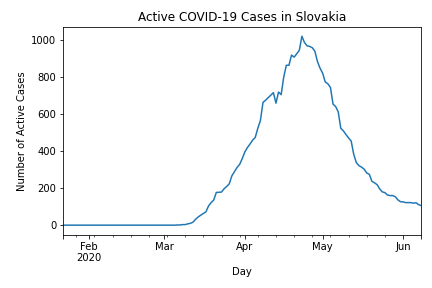 Active COVID-19 Cases in Slovakia
1000
800
600
400
200
0
Number of Active Cases
Feb
2020
Mar
Apr
May
Jun
Day